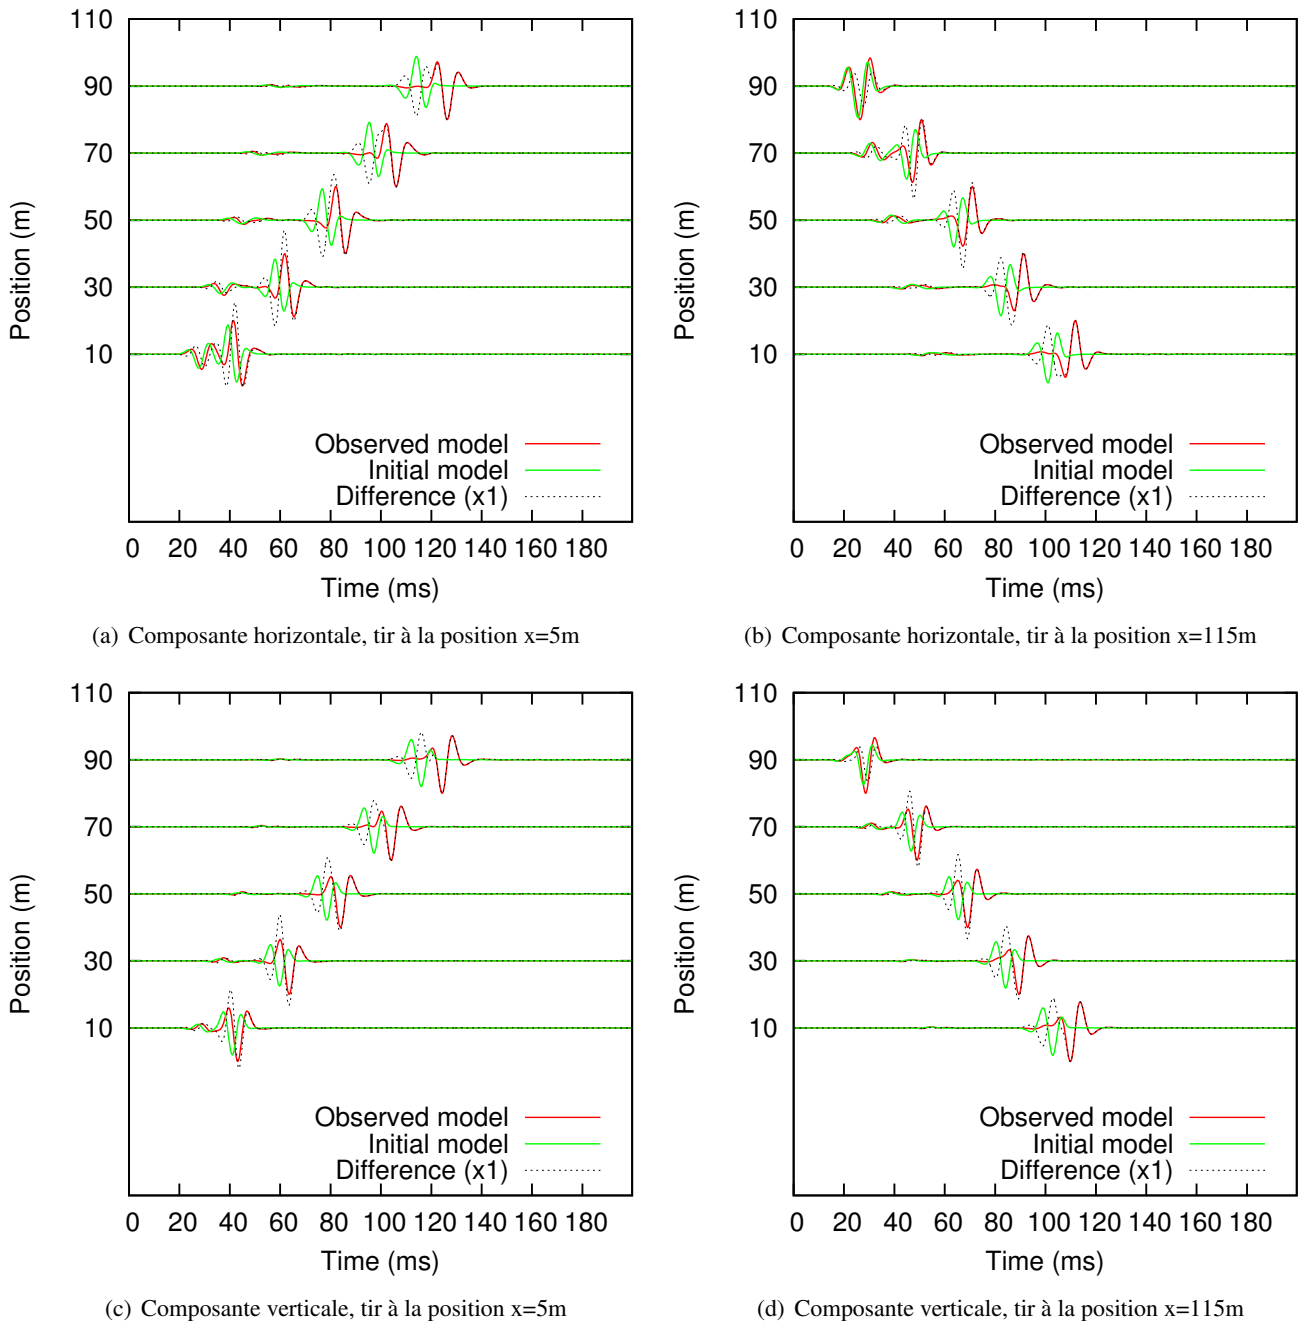 110
90
70
50
30
10
Position (m)
Observed model
Initial model
Difference (x1)
0 20 40 60 80 100 120 140 160 180
Time (ms)
(a) Composante horizontale, tir à la position x=5m
110
90
70
50
30
10
Position (m)
Observed model
Initial model
Difference (x1)
0 20 40 60 80 100 120 140 160 180
Time (ms)
(b) Composante horizontale, tir à la position x=115m
110
90
70
50
30
10
Position (m)
Observed model
Initial model
Difference (x1)
0 20 40 60 80 100 120 140 160 180
Time (ms)
(c) Composante verticale, tir à la position x=5m
110
90
70
50
30
10
Position (m)
Observed model
Initial model
Difference (x1)
0 20 40 60 80 100 120 140 160 180
Time (ms)
(d) Composante verticale, tir à la position x=115m